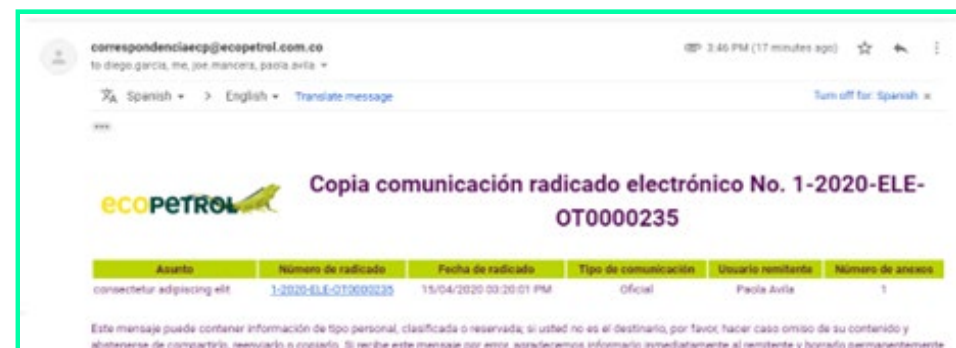 correspondenciaecp@ecopetrol.com.co
3:46 PM (17 minutes ago)
to diego.garcia, me, joe.mancera, paola.avila
Spanish > English Translate message
Turn off for: Spanish x
ecopetrol
Copia comunicación radicado electrónico No. 1-2020-ELE-
OT0000235
Asunto Número de radicado Fecha de radicado Tipo de comunicación Usuario remitente Número de anexos
consectetur adipiscing elit 1-2020-ELE-OT0000235 15/04/2020 03:20:01 PM Oficial Paola Avila 1
Este mensaje puede contener información de tipo personal, clasificada o reservada; si usted no es el destinario, por favor, hacer caso omiso de su contenido y
abstenerse de compartirlo, reenviarlo o copiarlo. Si recibe este mensaje por error, agradecemos informarlo inmediatamente al remitente y borrarlo permanentemente